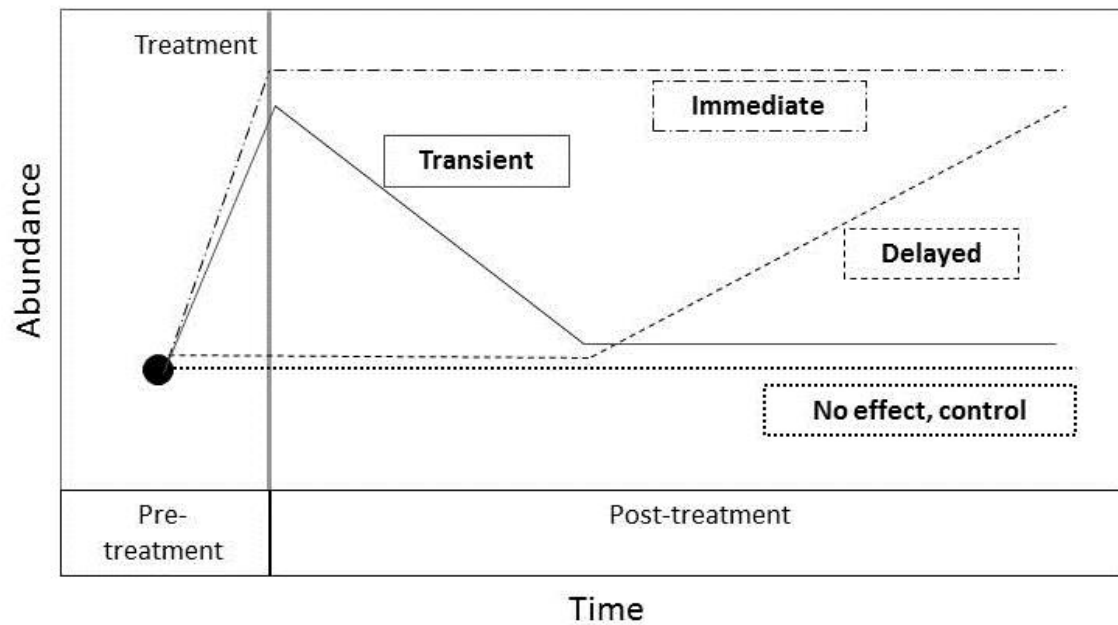 Treatment
Immediate
Transient
Delayed
No effect, control
Abundance
Pre-
treatment
Post-treatment
Time